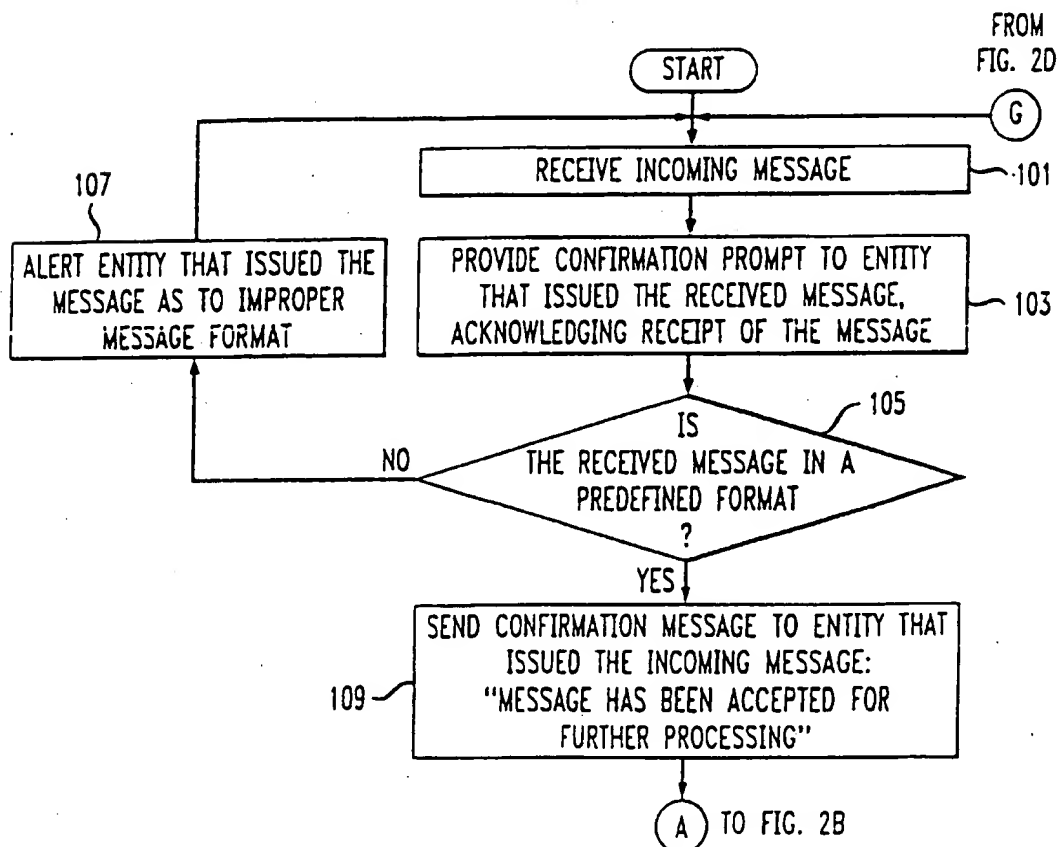 FROM
FIG. 2D
START
G
RECEIVE INCOMING MESSAGE
101
107
ALERT ENTITY THAT ISSUED THE
MESSAGE AS TO IMPROPER
MESSAGE FORMAT
PROVIDE CONFIRMATION PROMPT TO ENTITY
THAT ISSUED THE RECEIVED MESSAGE,
ACKNOWLEDGING RECEIPT OF THE MESSAGE
103
105
IS
THE RECEIVED MESSAGE IN A
PREDEFINED FORMAT
?
NO
YES
SEND CONFIRMATION MESSAGE TO ENTITY THAT
ISSUED THE INCOMING MESSAGE:
"MESSAGE HAS BEEN ACCEPTED FOR
FURTHER PROCESSING"
109
A
TO FIG. 2B